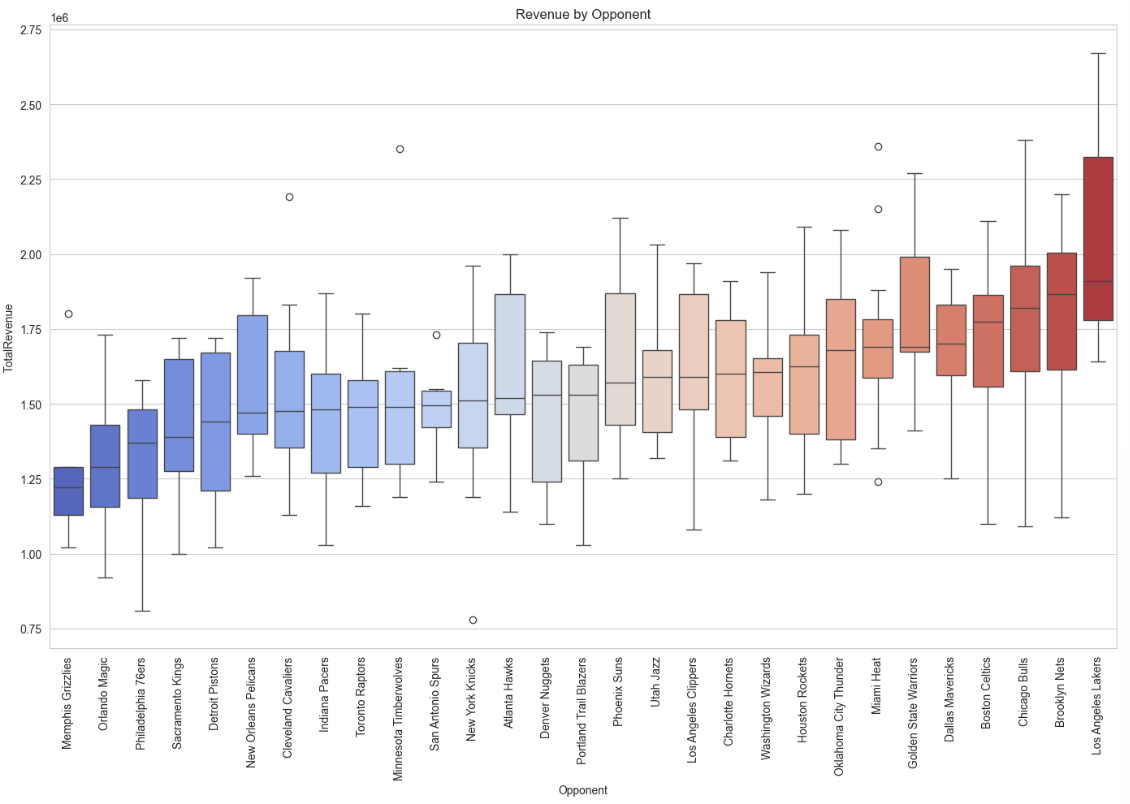 Revenue by Opponent
1e6
2.75
2.50
2.25
2.00
1.75
1.50
1.25
1.00
0.75
TotalRevenue
Memphis Grizzlies
Orlando Magic
Philadelphia 76ers
Sacramento Kings
Detroit Pistons
New Orleans Pelicans
Cleveland Cavaliers
Indiana Pacers
Toronto Raptors
Minnesota Timberwolves
San Antonio Spurs
New York Knicks
Atlanta Hawks
Denver Nuggets
Portland Trail Blazers
Phoenix Suns
Utah Jazz
Los Angeles Clippers
Charlotte Hornets
Washington Wizards
Houston Rockets
Oklahoma City Thunder
Miami Heat
Golden State Warriors
Dallas Mavericks
Boston Celtics
Chicago Bulls
Brooklyn Nets
Los Angeles Lakers
Opponent